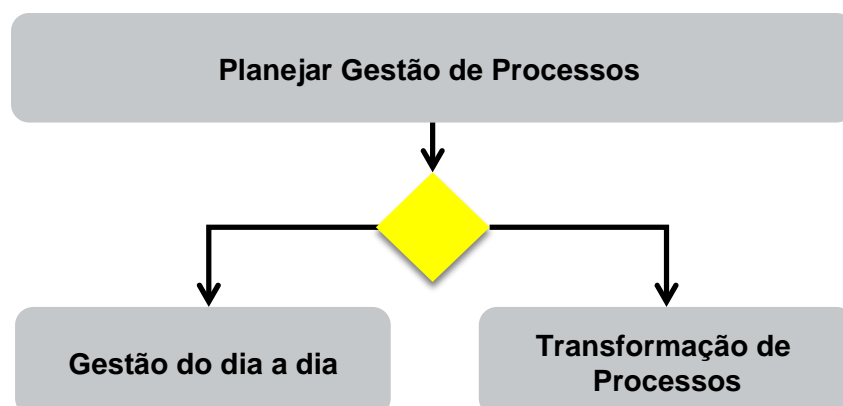 Planejar Gestão de Processos
Gestão do dia a dia
Transformação de
Processos